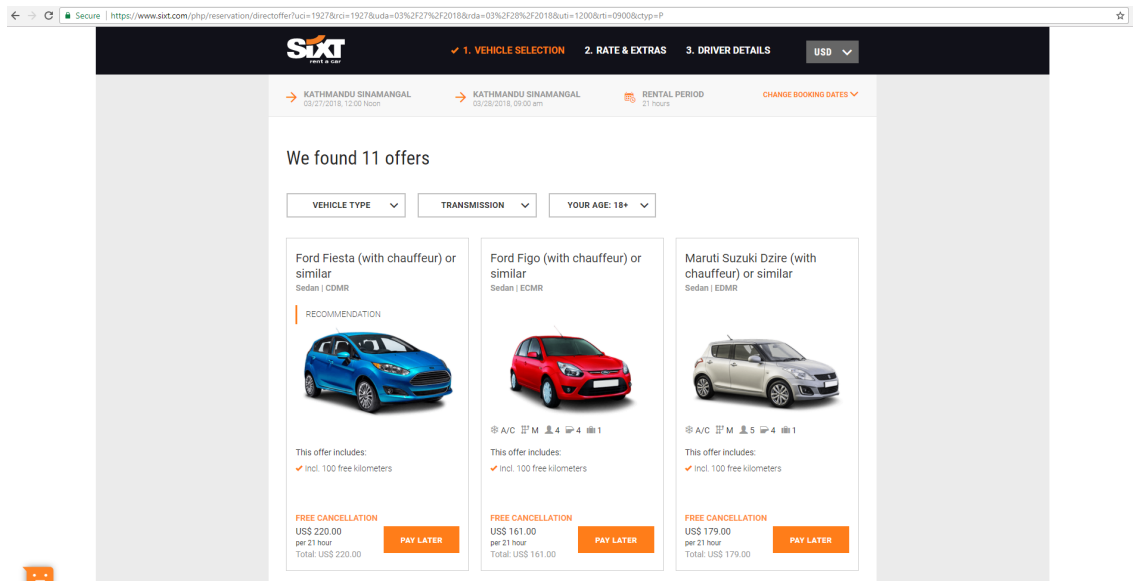 Secure | https://www.sixt.com/php/reservation/directoffer?uci=1927&rci=1927&uda=03%2F27%2F2018&rda=03%2F28%2F2018&uti=1200&rti=0900&ctyp=P
SIXT
rent a car
1. VEHICLE SELECTION
2. RATE & EXTRAS
3. DRIVER DETAILS
USD
KATHMANDU SINAMANGAL
03/27/2018, 12:00 Noon
KATHMANDU SINAMANGAL
03/28/2018, 09:00 am
RENTAL PERIOD
21 hours
CHANGE BOOKING DATES
We found 11 offers
VEHICLE TYPE
TRANSMISSION
YOUR AGE: 18+
Ford Fiesta (with chauffeur) or
similar
Sedan | CDMR
RECOMMENDATION
This offer includes:
Incl. 100 free kilometers
FREE CANCELLATION
US$ 220.00
per 21 hour
Total: US$ 220.00
PAY LATER
Ford Figo (with chauffeur) or
similar
Sedan | ECMR
A/C M 4 4 1
This offer includes:
Incl. 100 free kilometers
FREE CANCELLATION
US$ 161.00
per 21 hour
Total: US$ 161.00
PAY LATER
Maruti Suzuki Dzire (with
chauffeur) or similar
Sedan | EDMR
A/C M 5 4 1
This offer includes:
Incl. 100 free kilometers
FREE CANCELLATION
US$ 179.00
per 21 hour
Total: US$ 179.00
PAY LATER